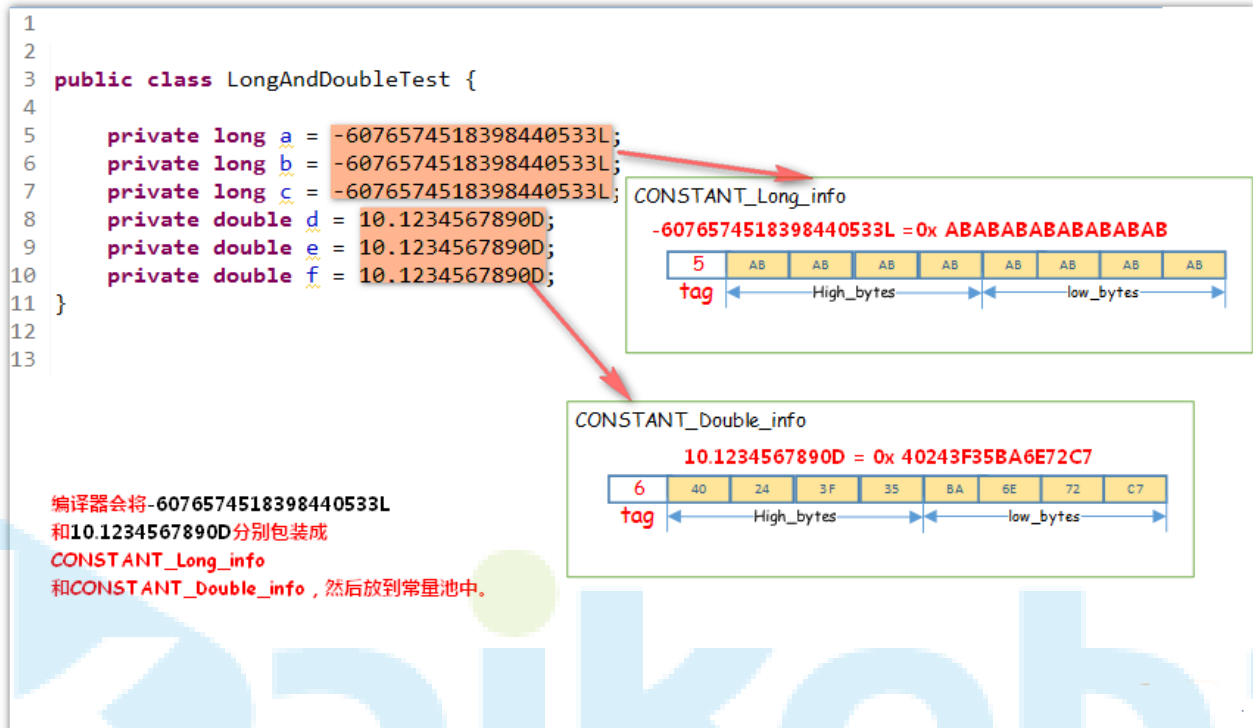 1
2
3 public class LongAndDoubleTest {
4
5 private long a = -6076574518398440533L;
6 private long b = -6076574518398440533L;
7 private long c = -6076574518398440533L;
8 private double d = 10.1234567890D;
9 private double e = 10.1234567890D;
10 private double f = 10.1234567890D;
11 }
12
13
CONSTANT_Long_info
-6076574518398440533L =0x ABABABABABABABAB
5 AB AB AB AB AB AB AB AB
tag High_bytes low_bytes
CONSTANT_Double_info
10.1234567890D = 0x 40243F35BA6E72C7
6 40 24 3F 35 BA 6E 72 C7
tag High_bytes low_bytes
编译器会将-6076574518398440533L
和10.1234567890D分别包装成
CONSTANT_Long_info
和CONSTANT_Double_info，然后放到常量池中。